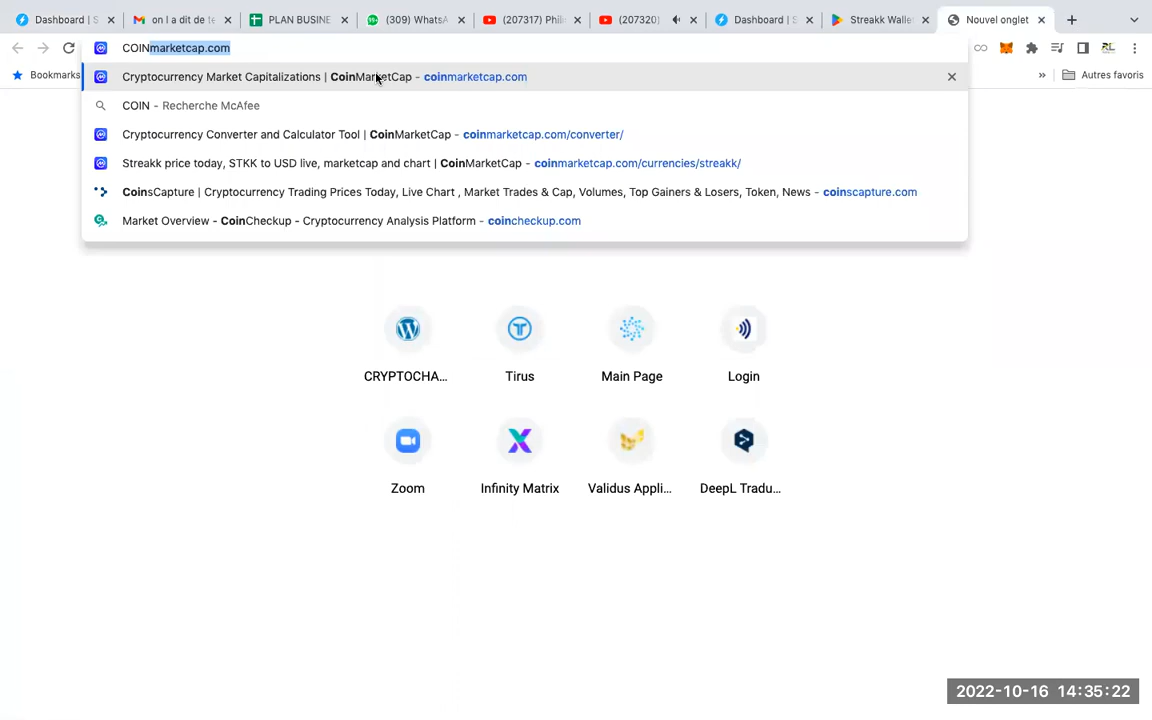 Dashboard | S
on l a dit de t
PLAN BUSINE
(309) WhatsA
(207317) Phil
(207320)
Dashboard | S
Streakk Walle
Nouvel onglet
COINmarketcap.com
Bookmarks
» Autres favoris
Cryptocurrency Market Capitalizations | CoinMarketCap - coinmarketcap.com
COIN - Recherche McAfee
Cryptocurrency Converter and Calculator Tool | CoinMarketCap - coinmarketcap.com/converter/
Streakk price today, STKK to USD live, marketcap and chart | CoinMarketCap - coinmarketcap.com/currencies/streakk/
CoinsCapture | Cryptocurrency Trading Prices Today, Live Chart , Market Trades & Cap, Volumes, Top Gainers & Losers, Token, News - coinscapture.com
Market Overview - CoinCheckup - Cryptocurrency Analysis Platform - coincheckup.com
CRYPTOCHA... Tirus Main Page Login
Zoom Infinity Matrix Validus Appli... DeepL Tradu...
2022-10-16 14:35:22